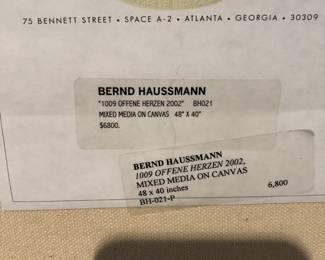 75 BENNETT STREET • SPACE A-2 • ATLANTA • GEORGIA • 30309
BERND HAUSSMANN
"1009 OFFENE HERZEN 2002" BH021
MIXED MEDIA ON CANVAS 48" X 40"
$6800.
BERND HAUSSMANN
1009 OFFENE HERZEN 2002,
MIXED MEDIA ON CANVAS
48 x 40 inches 6,800
BH-021-P